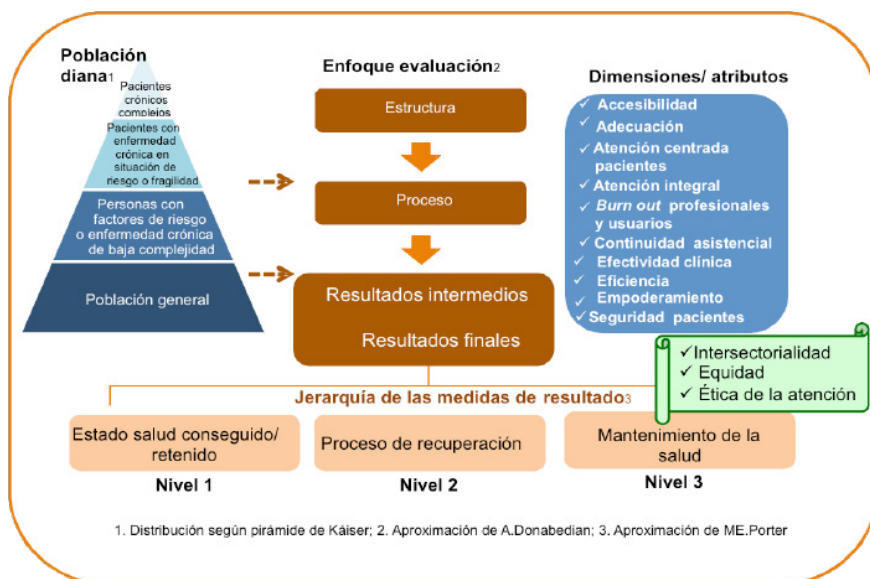 Población
diana1
Pacientes
crónicos
complejos
Pacientes con
enfermedad
crónica en
situación de
riesgo o fragilidad
Personas con
factores de riesgo
o enfermedad crónica
de baja complejidad
Población general
Enfoque evaluación2
Estructura
Proceso
Resultados intermedios
Resultados finales
Dimensiones/ atributos
✓ Accesibilidad
✓ Adecuación
✓ Atención centrada
pacientes
✓ Atención integral
✓ Burn out profesionales
y usuarios
✓ Continuidad asistencial
✓ Efectividad clínica
✓ Eficiencia
✓ Empoderamiento
✓ Seguridad pacientes
✓ Intersectorialidad
✓ Equidad
✓ Ética de la atención
Jerarquía de las medidas de resultado3
Estado salud conseguido/
retenido
Nivel 1
Proceso de recuperación
Nivel 2
Mantenimiento de la
salud
Nivel 3
1. Distribución según pirámide de Káiser; 2. Aproximación de A.Donabedian; 3. Aproximación de ME.Porter